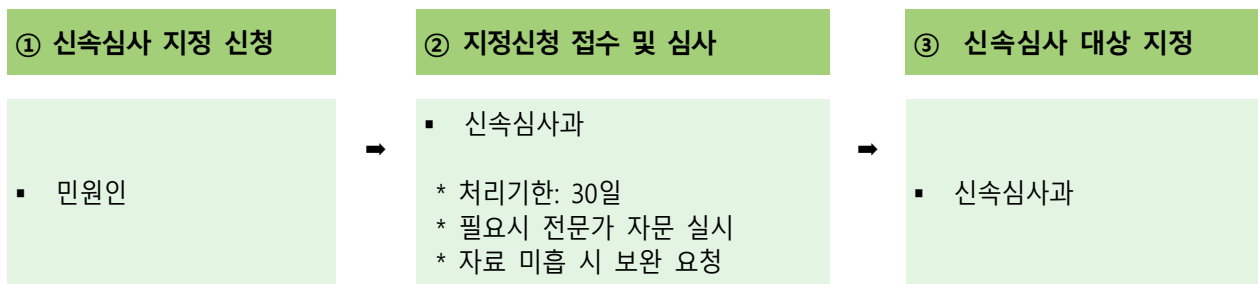 ① 신속심사 지정 신청
▪ 민원인
➡
② 지정신청 접수 및 심사
▪ 신속심사과
* 처리기한: 30일
* 필요시 전문가 자문 실시
* 자료 미흡 시 보완 요청
➡
③ 신속심사 대상 지정
▪ 신속심사과